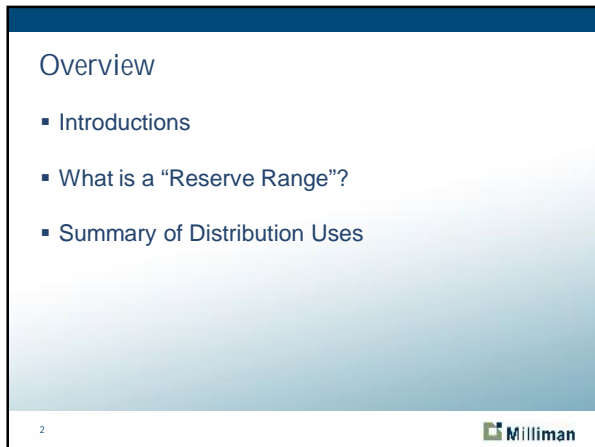 Overview
▪ Introductions
▪ What is a “Reserve Range”?
▪ Summary of Distribution Uses
2
Milliman